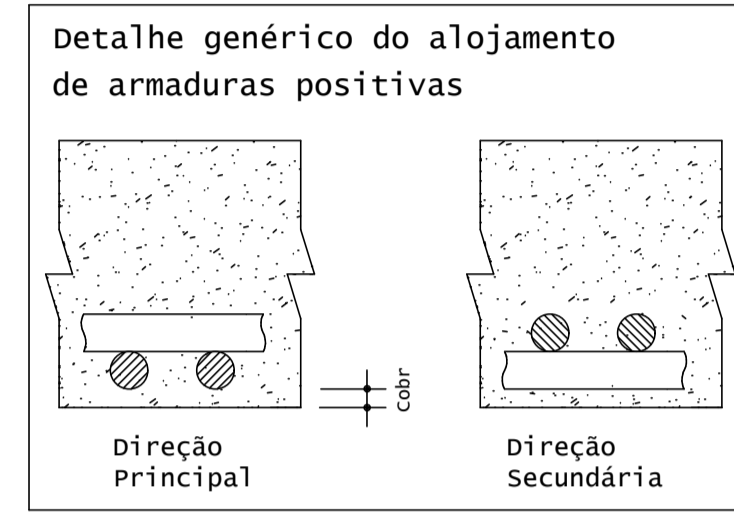 Detalhe genérico do alojamento
de armaduras positivas
Cobr
Direção
Principal
Direção
Secundária